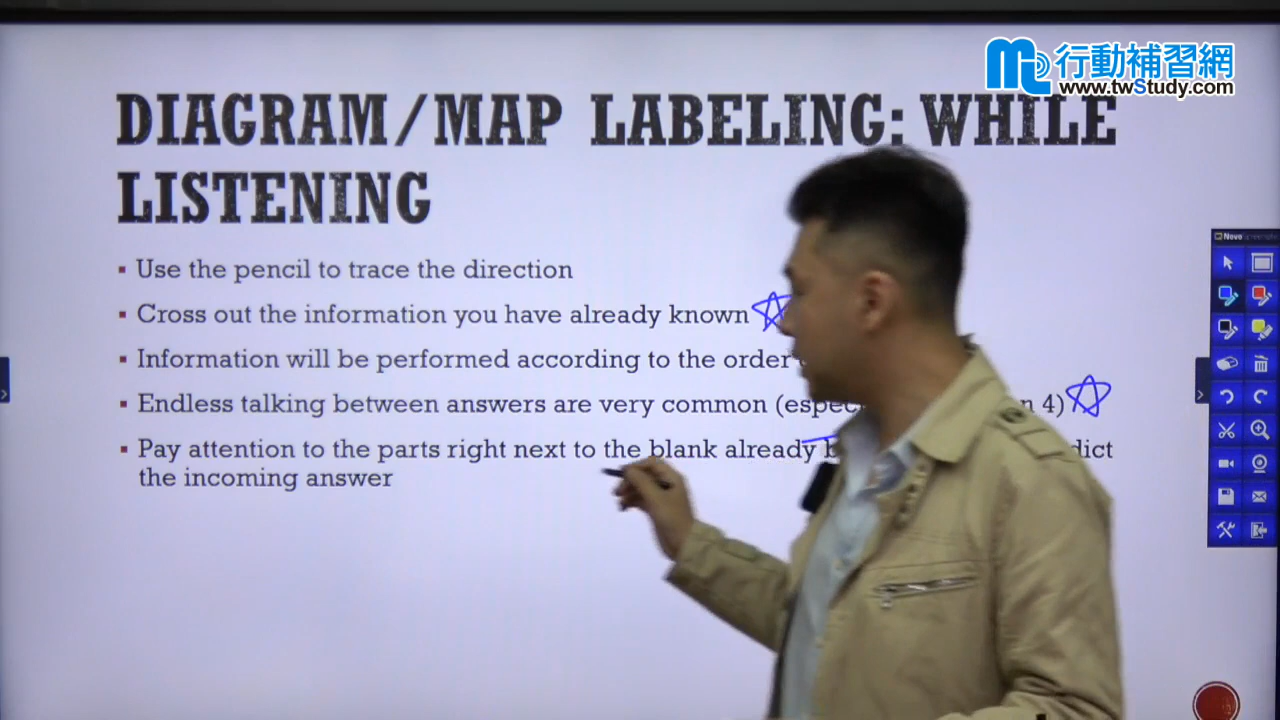 行動補習網
www.twStudy.com
DIAGRAM/MAP LABELING: WHILE
LISTENING
Use the pencil to trace the direction
Cross out the information you have already known
Information will be performed according to the order
Endless talking between answers are very common (espec n 4)
Pay attention to the parts right next to the blank already b dict
the incoming answer
Novo